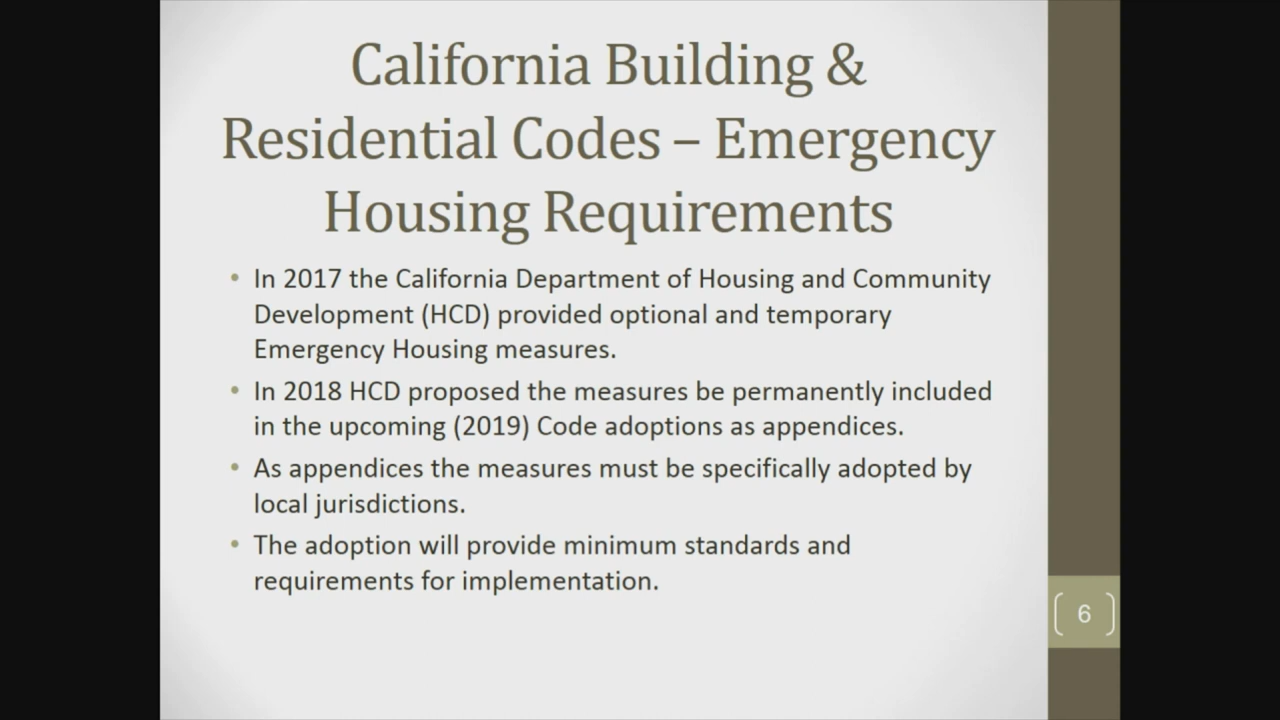 California Building &
Residential Codes – Emergency
Housing Requirements
• In 2017 the California Department of Housing and Community
Development (HCD) provided optional and temporary
Emergency Housing measures.
• In 2018 HCD proposed the measures be permanently included
in the upcoming (2019) Code adoptions as appendices.
• As appendices the measures must be specifically adopted by
local jurisdictions.
• The adoption will provide minimum standards and
requirements for implementation.
6